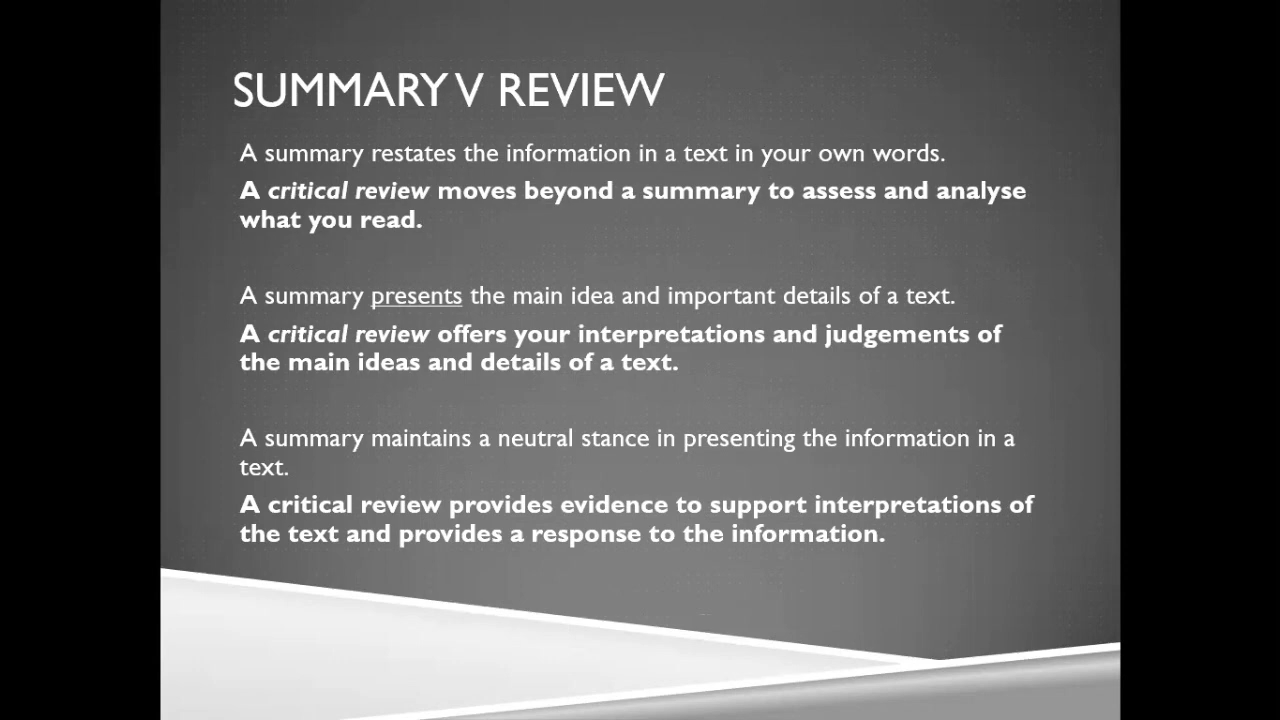 SUMMARY V REVIEW
A summary restates the information in a text in your own words.
A critical review moves beyond a summary to assess and analyse
what you read.
A summary presents the main idea and important details of a text.
A critical review offers your interpretations and judgements of
the main ideas and details of a text.
A summary maintains a neutral stance in presenting the information in a
text.
A critical review provides evidence to support interpretations of
the text and provides a response to the information.